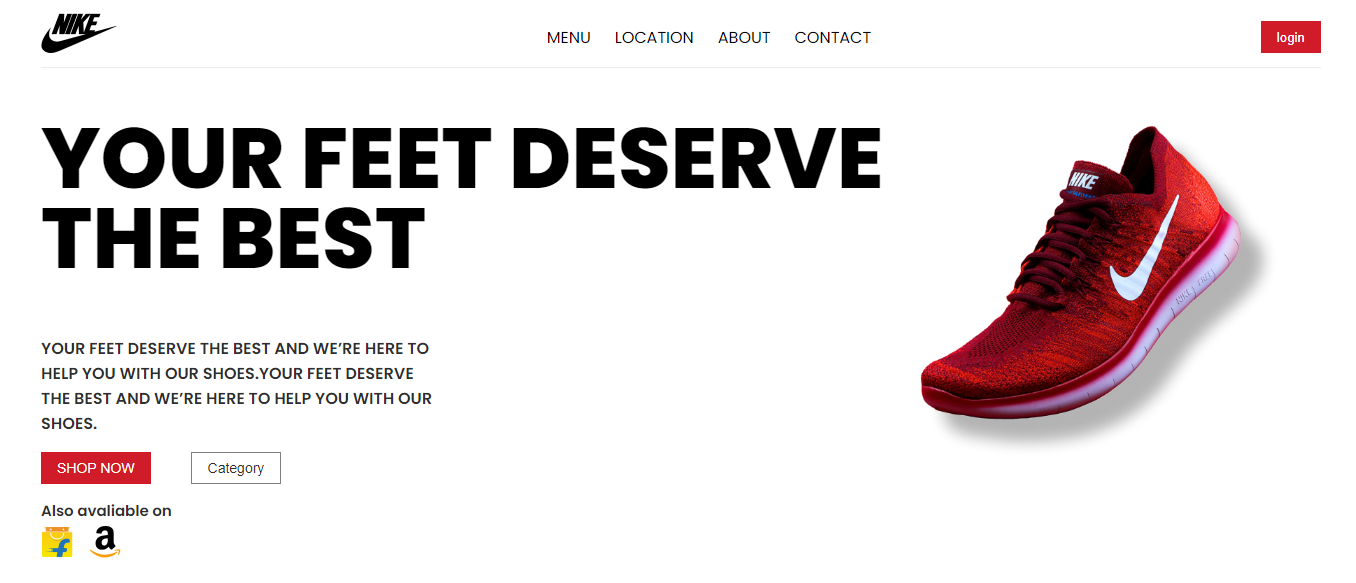 NIKE
MENU LOCATION ABOUT CONTACT
login
YOUR FEET DESERVE
THE BEST
NIKE
NIKE FREE
YOUR FEET DESERVE THE BEST AND WE’RE HERE TO
HELP YOU WITH OUR SHOES.YOUR FEET DESERVE
THE BEST AND WE’RE HERE TO HELP YOU WITH OUR
SHOES.
SHOP NOW
Category
Also avaliable on
f
a